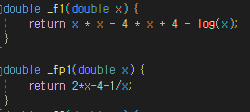 double _f1(double x) {
return x * x - 4 * x + 4 - log(x);
}
double _fp1(double x) {
return 2*x-4-1/x;
}